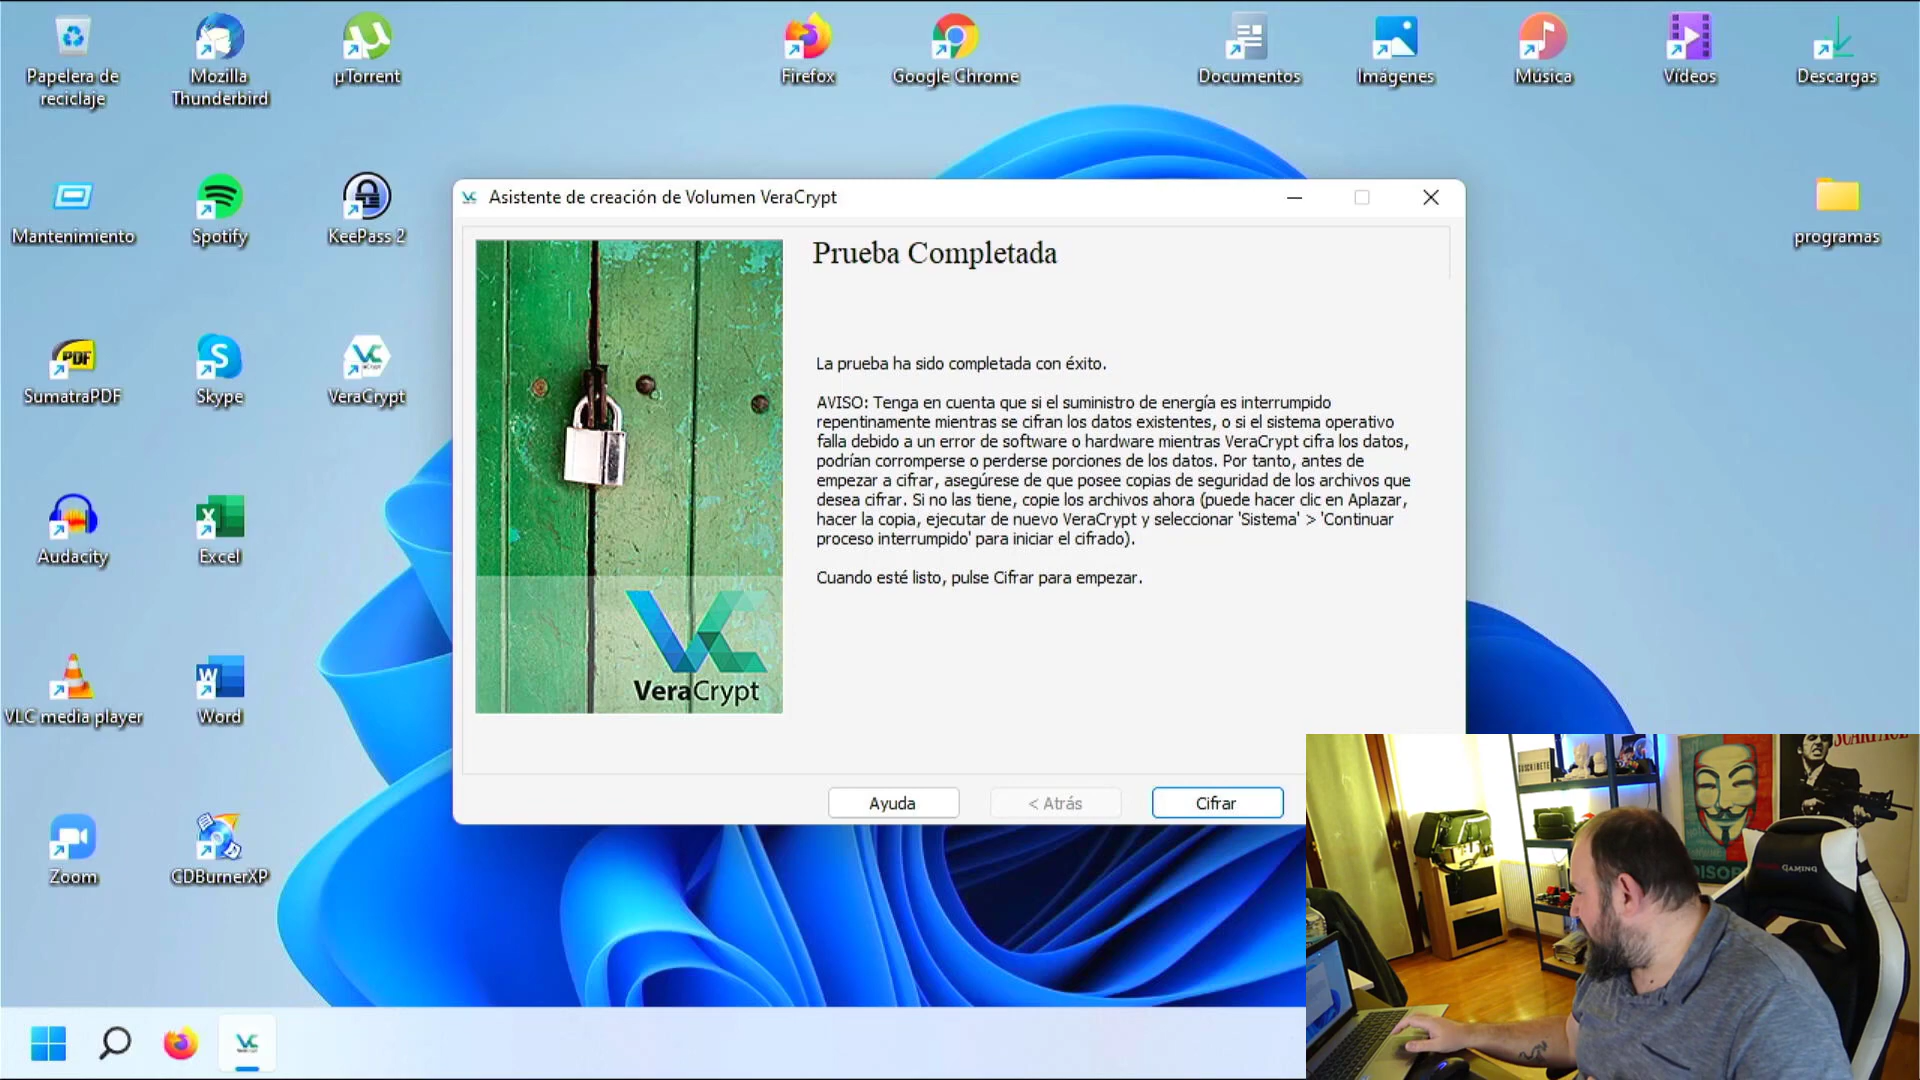 Papelera de
reciclaje
Mozilla
Thunderbird
µTorrent
Firefox
Google Chrome
Documentos
Imágenes
Música
Vídeos
Descargas
Mantenimiento
Spotify
KeePass 2
programas
SumatraPDF
Skype
VeraCrypt
Audacity
Excel
VLC media player
Word
Zoom
CDBurnerXP
Asistente de creación de Volumen VeraCrypt
Prueba Completada
La prueba ha sido completada con éxito.
AVISO: Tenga en cuenta que si el suministro de energía es interrumpido
repentinamente mientras se cifran los datos existentes, o si el sistema operativo
falla debido a un error de software o hardware mientras VeraCrypt cifra los datos,
podrían corromperse o perderse porciones de los datos. Por tanto, antes de
empezar a cifrar, asegúrese de que posee copias de seguridad de los archivos que
desea cifrar. Si no las tiene, copie los archivos ahora (puede hacer clic en Aplazar,
hacer la copia, ejecutar de nuevo VeraCrypt y seleccionar 'Sistema' > 'Continuar
proceso interrumpido' para iniciar el cifrado).
Cuando esté listo, pulse Cifrar para empezar.
VeraCrypt
Ayuda
< Atrás
Cifrar
SUSCRÍBETE
SCARFACE
DISOB
GAMING